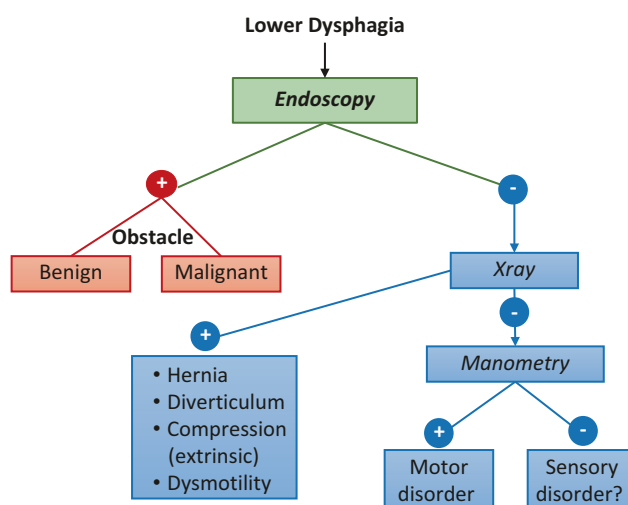 Lower Dysphagia
Endoscopy
+
-
Obstacle
Benign
Malignant
Xray
+
-
• Hernia
• Diverticulum
• Compression
(extrinsic)
• Dysmotility
Manometry
+
-
Motor
disorder
Sensory
disorder?